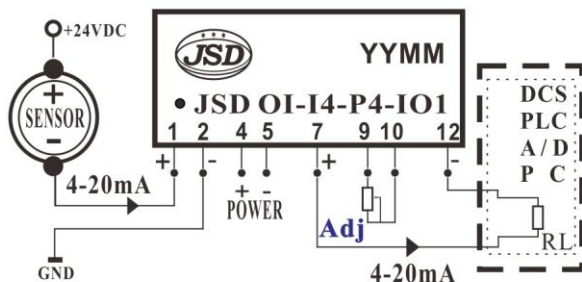 +24VDC
JSD
YYMM
+
SENSOR
-
• JSD OI-I4-P4-IO1
1 2 4 5 7 9 10 12
+ - + -
4-20mA
+ -
POWER
Adj
GND
4-20mA
DCS
PLC
A/D
P C
RL